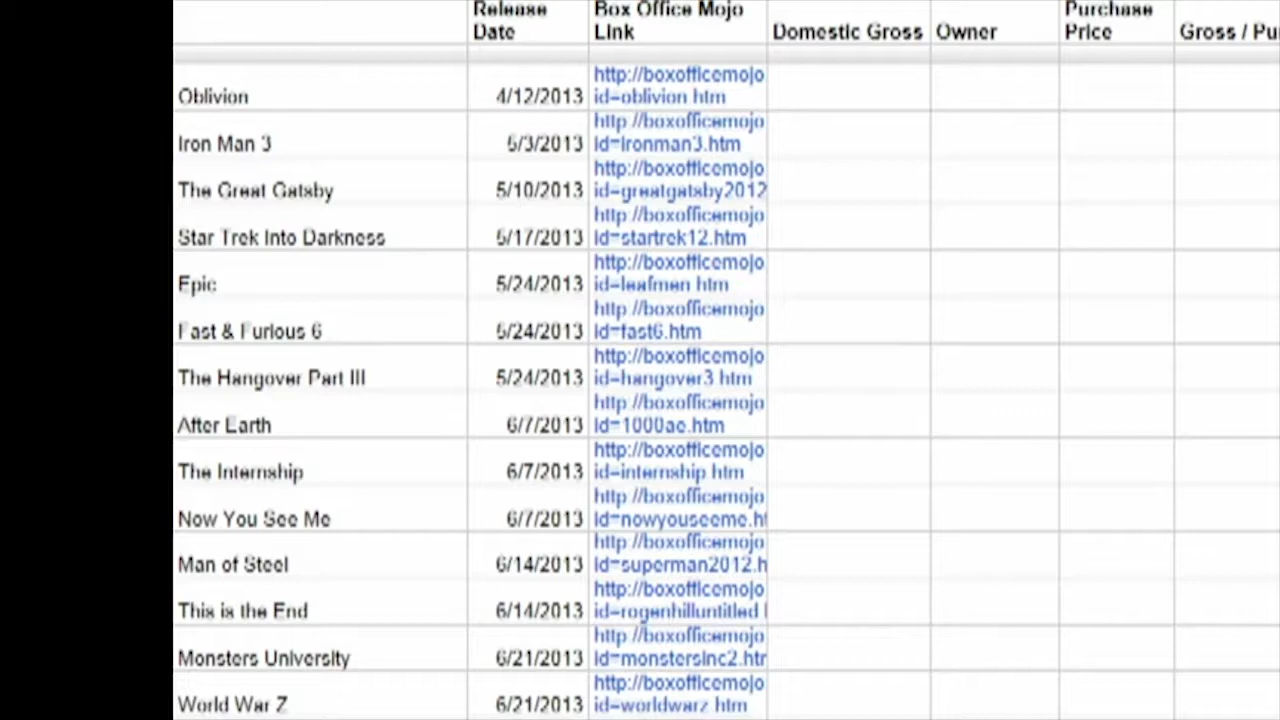 Release Date
Box Office Mojo Link
Domestic Gross
Owner
Purchase Price
Gross / Pu
Oblivion 4/12/2013 http://boxofficemojo
id=oblivion.htm
Iron Man 3 5/3/2013 http://boxofficemojo
id=ironman3.htm
The Great Gatsby 5/10/2013 http://boxofficemojo
id=greatgatsby2012
Star Trek Into Darkness 5/17/2013 http://boxofficemojo
id=startrek12.htm
Epic 5/24/2013 http://boxofficemojo
id=leafmen.htm
Fast & Furious 6 5/24/2013 http://boxofficemojo
id=fast6.htm
The Hangover Part III 5/24/2013 http://boxofficemojo
id=hangover3.htm
After Earth 6/7/2013 http://boxofficemojo
id=1000ae.htm
The Internship 6/7/2013 http://boxofficemojo
id=internship.htm
Now You See Me 6/7/2013 http://boxofficemojo
id=nowyouseeme.ht
Man of Steel 6/14/2013 http://boxofficemojo
id=superman2012.h
This is the End 6/14/2013 http://boxofficemojo
id=rogenhilluntitled
Monsters University 6/21/2013 http://boxofficemojo
id=monstersinc2.htm
World War Z 6/21/2013 http://boxofficemojo
id=worldwarz.htm